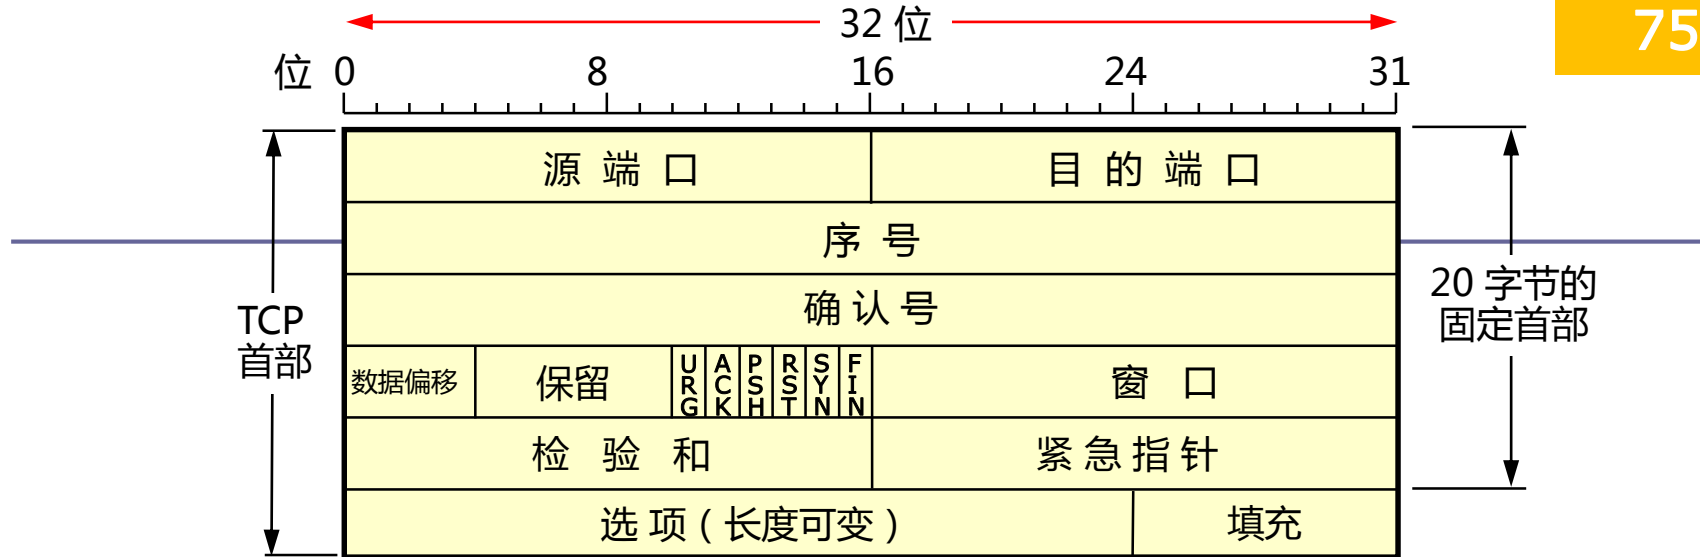 32 位
75
位 0 8 16 24 31
源 端 口 目 的 端 口
序 号
确 认 号
TCP
首部
20 字节的
固定首部
数据偏移 保留 URG ACK PSH RST SYN FIN 窗 口
检 验 和 紧 急 指 针
选 项 ( 长度可变 ) 填充